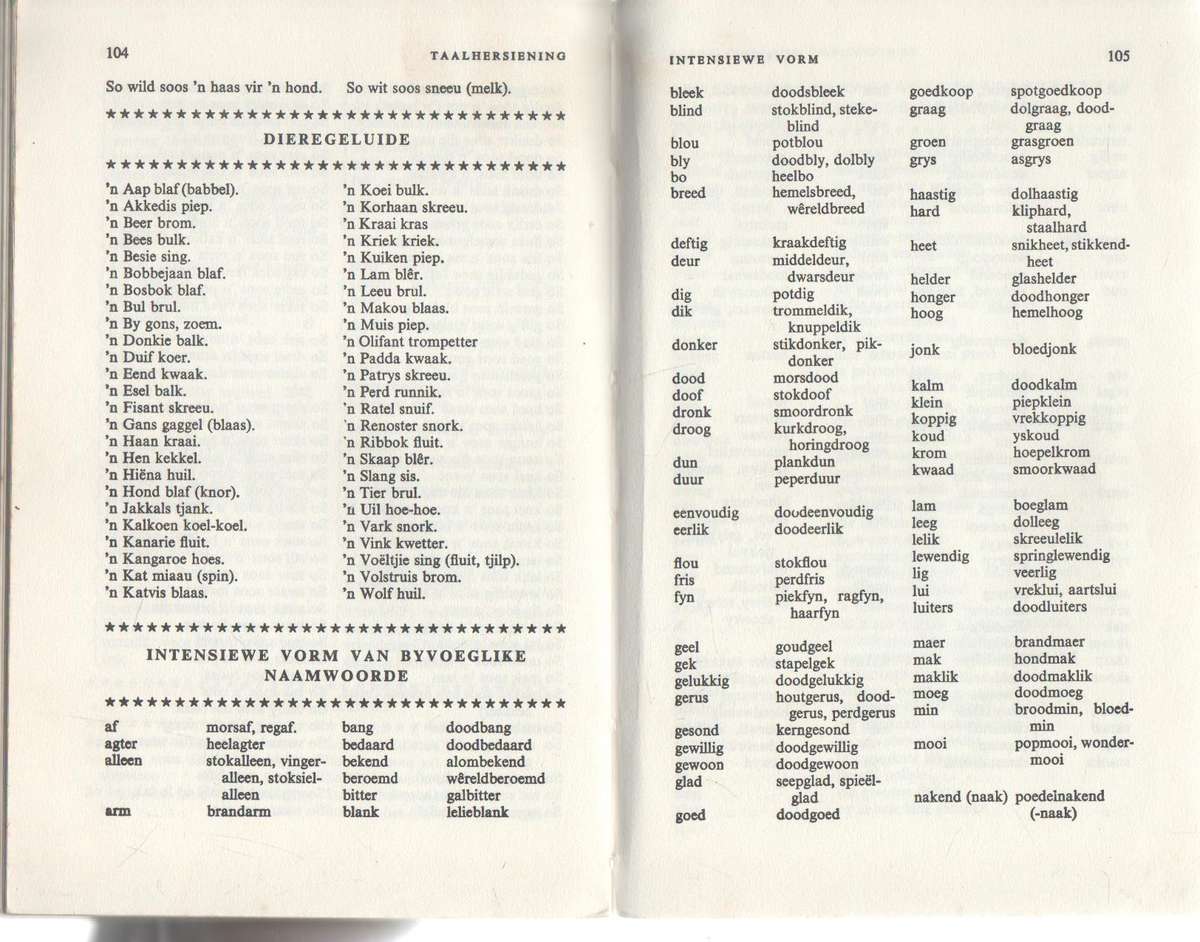 104 TAALHERSIENING
So wild soos 'n haas vir 'n hond. So wit soos sneeu (melk).
DIEREGELUIDE
'n Aap blaf (babbel).
'n Akkedis piep.
'n Beer brom.
'n Bees bulk.
'n Besie sing.
'n Bobbejaan blaf.
'n Bosbok blaf.
'n Bul brul.
'n By gons, zoem.
'n Donkie balk.
'n Duif koer.
'n Eend kwaak.
'n Esel balk.
'n Fisant skreeu.
'n Gans gaggel (blaas).
'n Haan kraai.
'n Hen kekkel.
'n Hiëna huil.
'n Hond blaf (knor).
'n Jakkals tjank.
'n Kalkoen koel-koel.
'n Kanarie fluit.
'n Kangaroe hoes.
'n Kat miaau (spin).
'n Katvis blaas.
'n Koei bulk.
'n Korhaan skreeu.
'n Kraai kras
'n Kriek kriek.
'n Kuiken piep.
'n Lam blêr.
'n Leeu brul.
'n Makou blaas.
'n Muis piep.
'n Olifant trompetter
'n Padda kwaak.
'n Patrys skreeu.
'n Perd runnik.
'n Ratel snuif.
'n Renoster snork.
'n Ribbok fluit.
'n Skaap blêr.
'n Slang sis.
'n Tier brul.
'n Uil hoe-hoe.
'n Vark snork.
'n Vink kwetter.
'n Voëltjie sing (fluit, tjilp).
'n Volstruis brom.
'n Wolf huil.
INTENSIEWE VORM VAN BYVOEGLIKE
NAAMWOORDE
af morsaf, regaf.
agter heelagter
alleen stokalleen, vinger-
alleen, stoksiel-
alleen
arm brandarm
bang doodbang
bedaard doodbedaard
bekend alombekend
beroemd wêreldberoemd
bitter galbitter
blank lelieblank
INTENSIEWE VORM 105
bleek doodsbleek
blind stokblind, steke-
blind
blou potblou
bly doodbly, dolbly
bo heelbo
breed hemelsbreed,
wêreldbreed
deftig kraakdeftig
deur middeldeur,
dwarsdeur
dig potdig
dik trommeldik,
knuppeldik
donker stikdonker, pik-
donker
dood morsdood
doof stokdoof
dronk smoordronk
droog kurkdroog,
horingdroog
dun plankdun
duur peperduur
eenvoudig doodeenvoudig
eerlik doodeerlik
flou stokflou
fris perdfris
fyn piekfyn, ragfyn,
haarfyn
geel goudgeel
gek stapelgek
gelukkig doodgelukkig
gerus houtgerus, dood-
gerus, perdgerus
gesond kerngesond
gewillig doodgewillig
gewoon doodgewoon
glad seepglad, spieël-
glad
goed doodgoed
goedkoop spotgoedkoop
graag dolgraag, dood-
graag
groen grasgroen
grys asgrys
haastig dolhaastig
hard kliphard,
staalhard
heet snikheet, stikkend-
heet
helder glashelder
honger doodhonger
hoog hemelhoog
jonk bloedjonk
kalm doodkalm
klein piepklein
koppig vrekkoppig
koud yskoud
krom hoepelkrom
kwaad smoorkwaad
lam boeglam
leeg dolleeg
lelik skreeulelik
lewendig springlewendig
lig veerlig
lui vreklui, aartslui
luiters doodluiters
maer brandmaer
mak hondmak
maklik doodmaklik
moeg doodmoeg
min broodmin, bloed-
min
mooi popmooi, wonder-
mooi
nakend (naak) poedelnakend
(-naak)